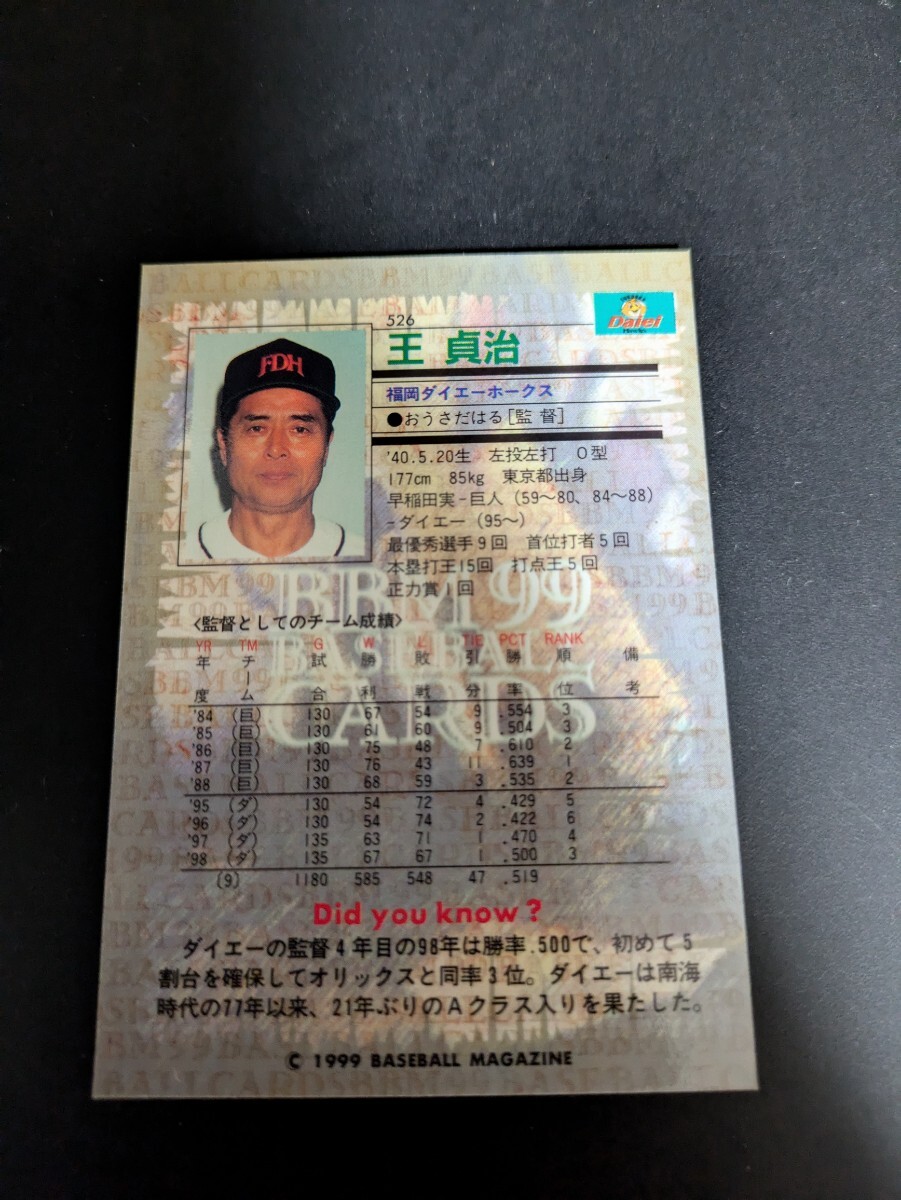 BALLCARDSBBM99BASEBALLC
526
Daiei
王 貞治
FDH
福岡ダイエーホークス
●おうさだはる[監 督]
'40.5.20生 左投左打 O型
177cm 85kg 東京都出身
早稲田実-巨人(59〜80、84〜88)
-ダイエー(95〜)
最優秀選手9回 首位打者5回
本塁打王15回 打点王5回
正力賞1回
BBM99
BASEBALL
CARDS
〈監督としてのチーム成績〉
YR TM G W L TIE PCT RANK
年度 チーム 試合 勝利 敗戦 引分 勝率 順位 備考
'84 (巨) 130 67 54 9 .554 3
'85 (巨) 130 61 60 9 .504 3
'86 (巨) 130 75 48 7 .610 2
'87 (巨) 130 76 43 11 .639 1
'88 (巨) 130 68 59 3 .535 2
'95 (ダ) 130 54 72 4 .429 5
'96 (ダ) 130 54 74 2 .422 6
'97 (ダ) 135 63 71 1 .470 4
'98 (ダ) 135 67 67 1 .500 3
(9) 1180 585 548 47 .519
Did you know?
ダイエーの監督4年目の98年は勝率.500で、初めて5
割台を確保してオリックスと同率3位。ダイエーは南海
時代の77年以来、21年ぶりのAクラス入りを果たした。
© 1999 BASEBALL MAGAZINE
BALLCARDSBBM99BASEBALLC